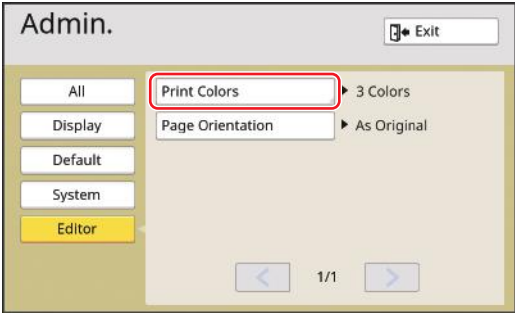 Admin.
Exit
All
Print Colors
3 Colors
Display
Page Orientation
As Original
Default
System
Editor
1/1